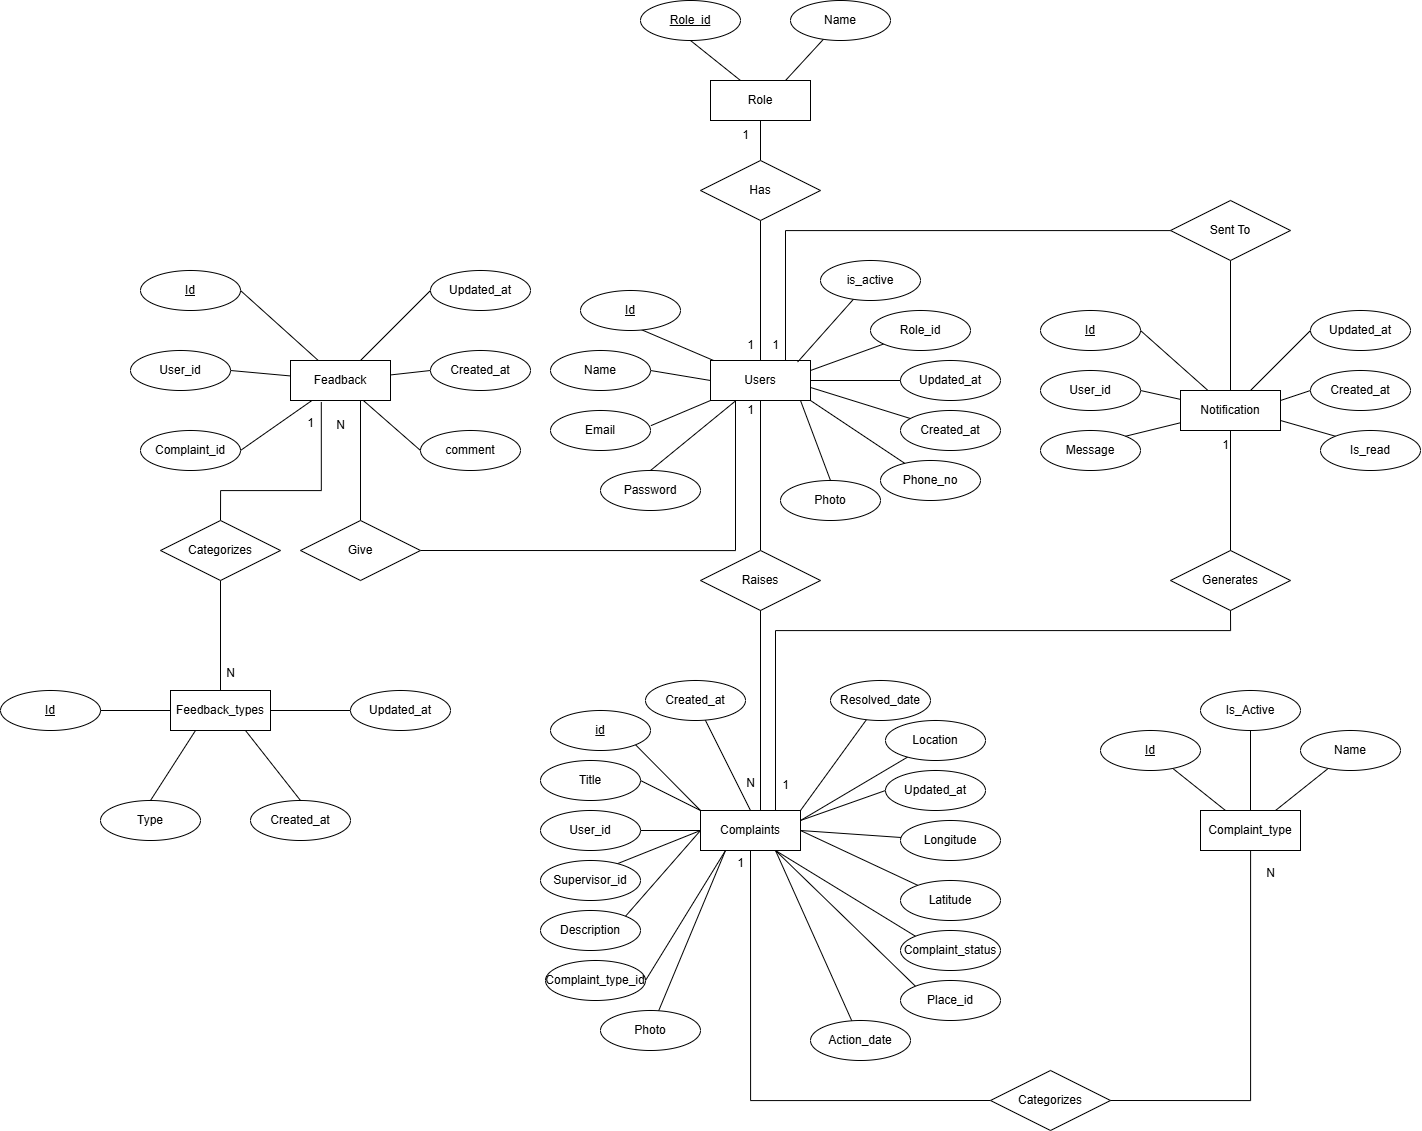 Role_id
Name
Role
1
Has
Sent To
is_active
Id
Updated_at
Id
Role_id
Id
Updated_at
1
1
User_id
Feadback
Created_at
Name
Users
Updated_at
User_id
Created_at
1
N
1
Notification
Complaint_id
comment
Email
Created_at
Message
1
Is_read
Password
Photo
Phone_no
Categorizes
Give
Raises
Generates
N
Id
Feedback_types
Updated_at
Created_at
Resolved_date
Is_Active
id
Location
Id
Name
Title
N
1
Updated_at
Type
Created_at
User_id
Complaints
Longitude
Complaint_type
1
N
Supervisor_id
Latitude
Description
Complaint_status
Complaint_type_id
Place_id
Photo
Action_date
Categorizes